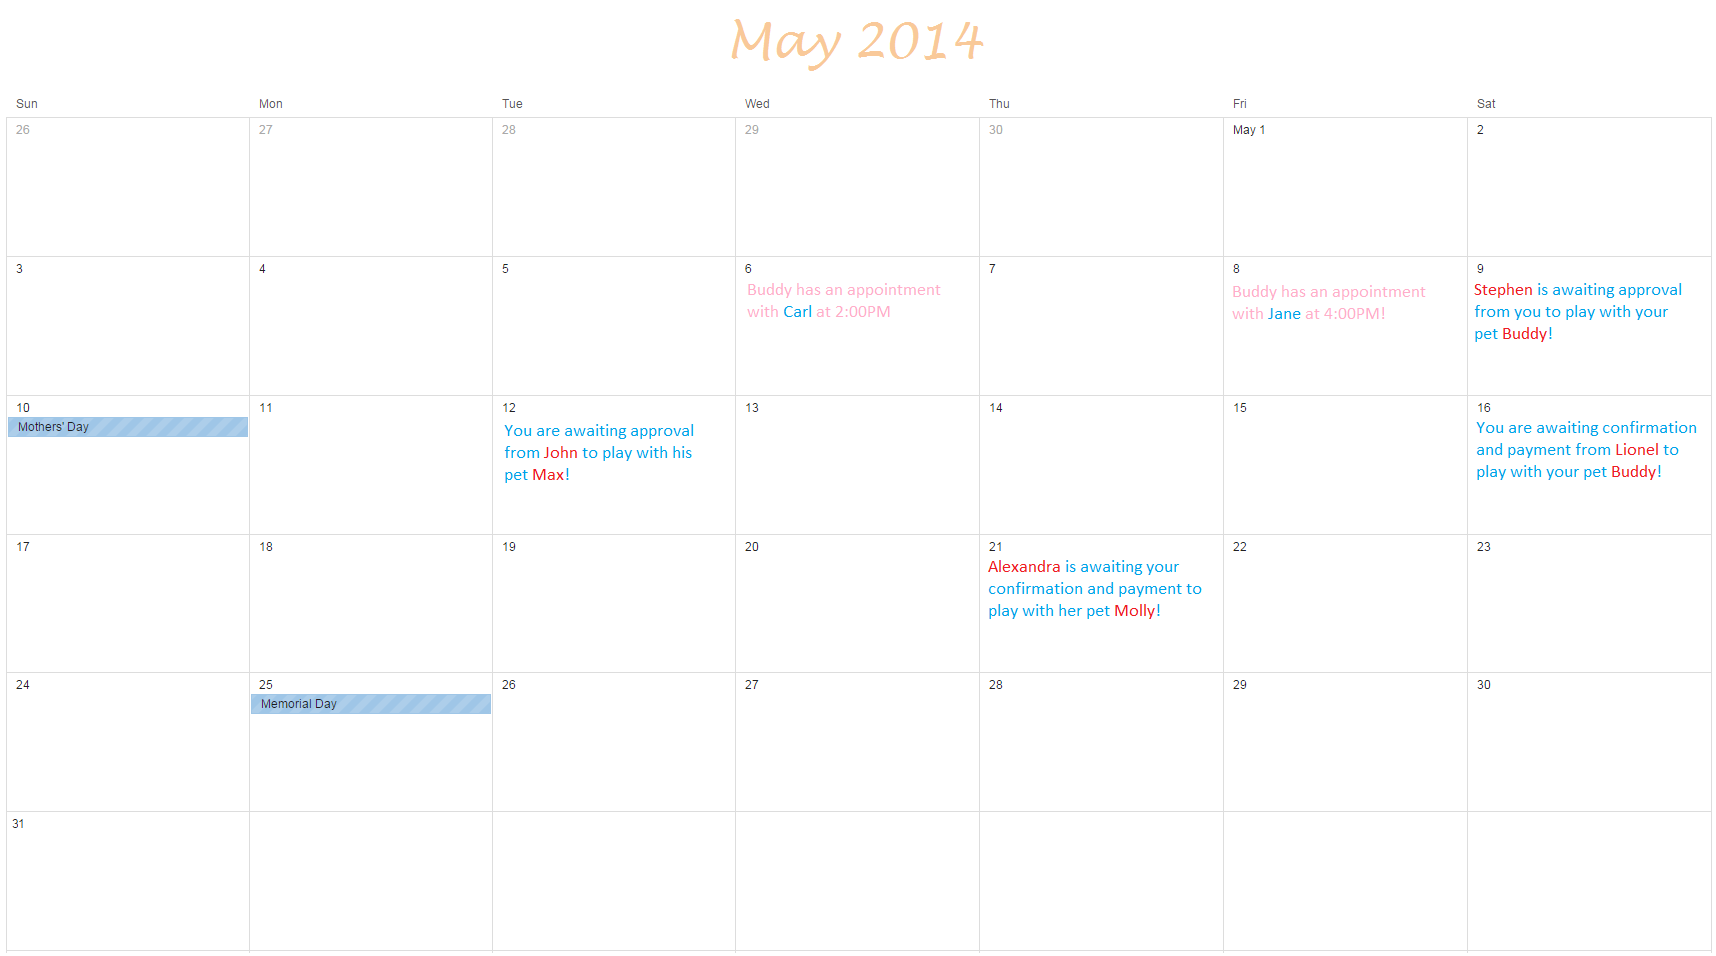 May 2014
Sun Mon Tue Wed Thu Fri Sat
26 27 28 29 30 May 1 2
3 4 5 6 7 8 9
Buddy has an appointment
with Carl at 2:00PM
Buddy has an appointment
with Jane at 4:00PM!
Stephen is awaiting approval
from you to play with your
pet Buddy!
10 11 12 13 14 15 16
Mothers' Day
You are awaiting approval
from John to play with his
pet Max!
You are awaiting confirmation
and payment from Lionel to
play with your pet Buddy!
17 18 19 20 21 22 23
Alexandra is awaiting your
confirmation and payment to
play with her pet Molly!
24 25 26 27 28 29 30
Memorial Day
31